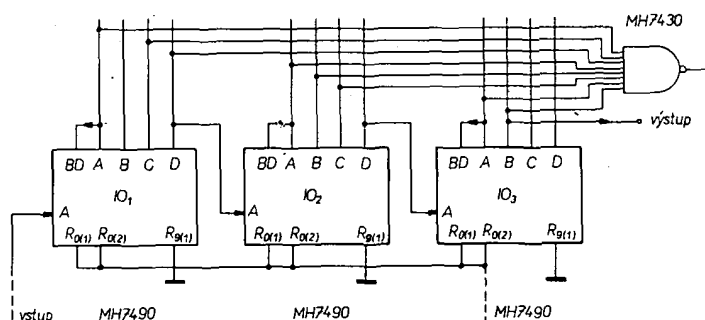 MH7430
výstup
BD A B C D
BD A B C D
BD A B C D
IO1
IO2
IO3
A
A
A
R0(1) R0(2) R9(1)
R0(1) R0(2) R9(1)
R0(1) R0(2) R9(1)
vstup
MH7490
MH7490
MH7490